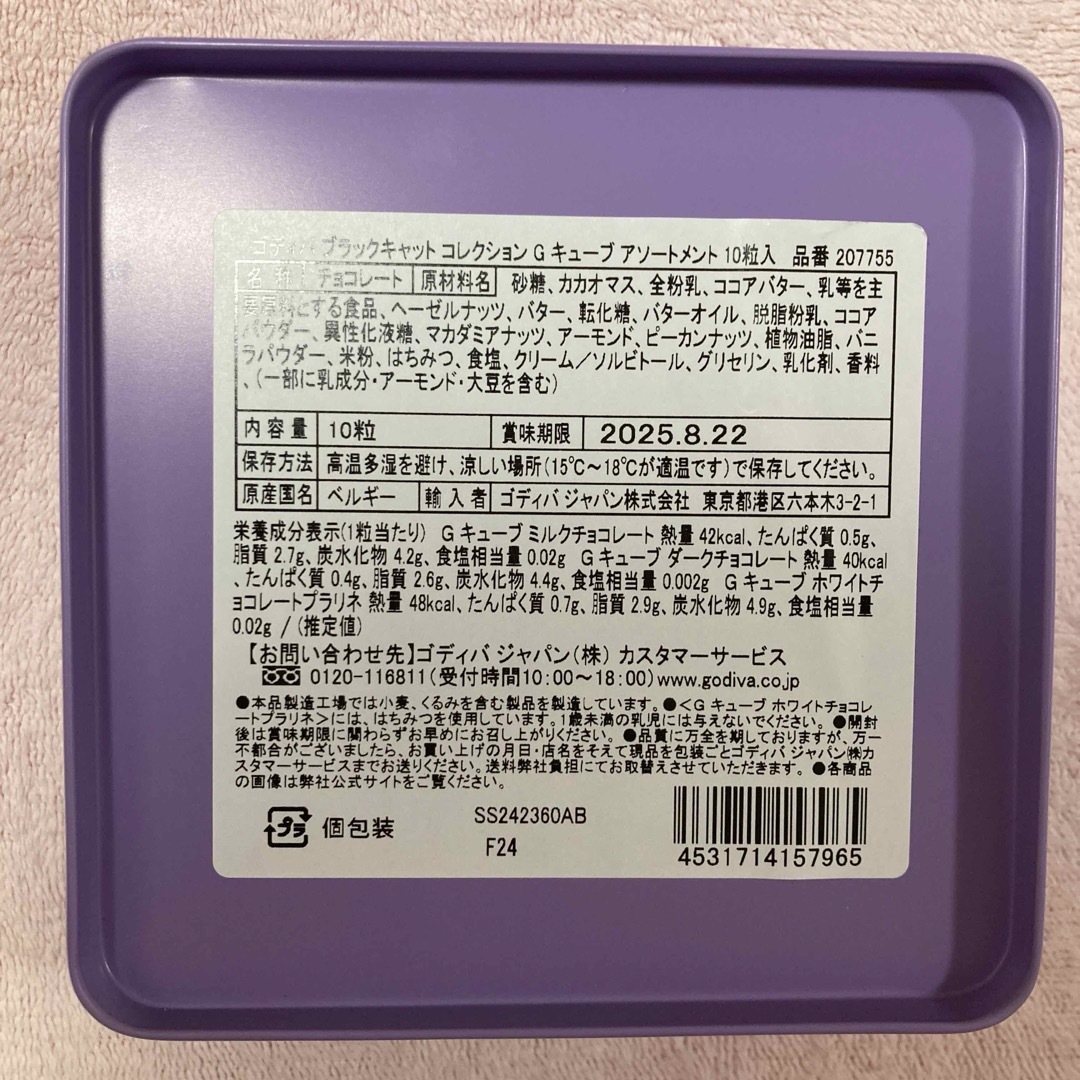 ゴディバ ブラックキャット コレクション G キューブ アソートメント 10粒入 品番 207755
名 称 チョコレート 原材料名 砂糖、カカオマス、全粉乳、ココアバター、乳等を主
要原料とする食品、ヘーゼルナッツ、バター、転化糖、バターオイル、脱脂粉乳、ココア
パウダー、異性化液糖、マカダミアナッツ、アーモンド、ピーカンナッツ、植物油脂、バニ
ラパウダー、米粉、はちみつ、食塩、クリーム／ソルビトール、グリセリン、乳化剤、香料
、（一部に乳成分・アーモンド・大豆を含む）
内容量 10粒 賞味期限 2025.8.22
保存方法 高温多湿を避け、涼しい場所（15℃～18℃が適温です）で保存してください。
原産国名 ベルギー 輸入者 ゴディバ ジャパン株式会社 東京都港区六本木3-2-1
栄養成分表示（1粒当たり） G キューブ ミルクチョコレート 熱量 42kcal、たんぱく質 0.5g、
脂質 2.7g、炭水化物 4.2g、食塩相当量 0.02g G キューブ ダークチョコレート 熱量 40kcal
、たんぱく質 0.4g、脂質 2.6g、炭水化物 4.4g、食塩相当量 0.002g G キューブ ホワイトチ
ョコレートプラリネ 熱量 48kcal、たんぱく質 0.7g、脂質 2.9g、炭水化物 4.9g、食塩相当量
0.02g /（推定値）
【お問い合わせ先】ゴディバ ジャパン（株） カスタマーサービス
0120-116811（受付時間10:00～18:00）www.godiva.co.jp
●本品製造工場では小麦、くるみを含む製品を製造しています。●＜G キューブ ホワイトチョコレ
ートプラリネ＞には、はちみつを使用しています。1歳未満の乳児には与えないでください。●開封
後は賞味期限に関わらずお早めにお召し上がりください。●品質に万全を期しておりますが、万一
不都合がございましたら、お買い上げの月日・店名をそえて現品を包装ごとゴディバ ジャパン㈱カ
スタマーサービスまでお送りください。送料弊社負担にてお取替えさせていただきます。●各商品
の画像は弊社公式サイトをご覧ください。
プラ 個包装 SS242360AB
F24
4531714157965